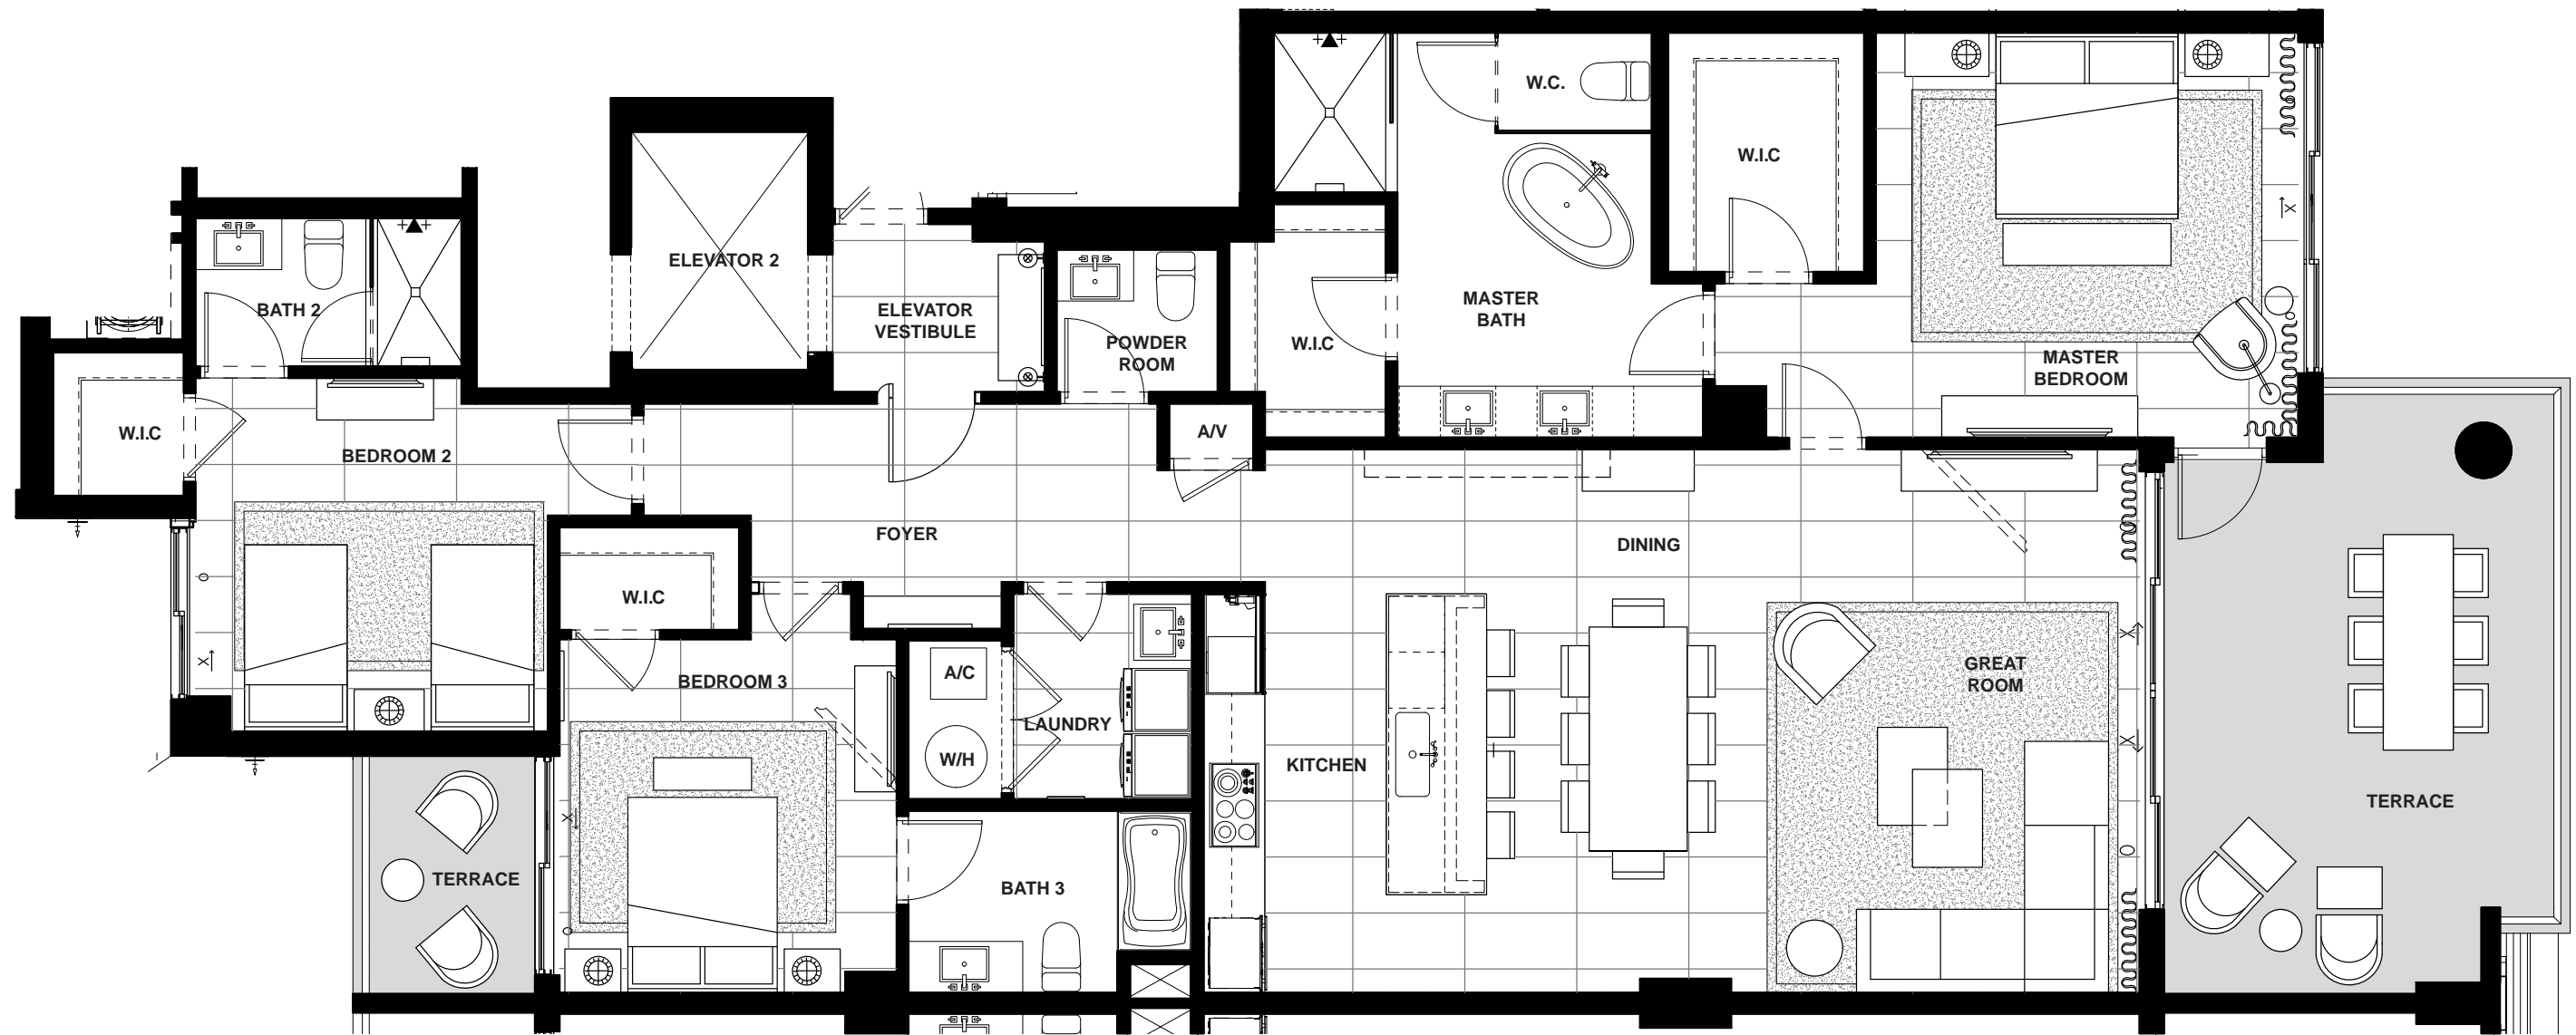 W.C.
W.I.C
ELEVATOR 2
BATH 2
ELEVATOR
VESTIBULE
POWDER
ROOM
W.I.C
MASTER
BATH
MASTER
BEDROOM
W.I.C
BEDROOM 2
A/V
FOYER
DINING
W.I.C
A/C
BEDROOM 3
LAUNDRY
W/H
KITCHEN
GREAT
ROOM
TERRACE
TERRACE
BATH 3
X
O
X
X
O
X
X
O